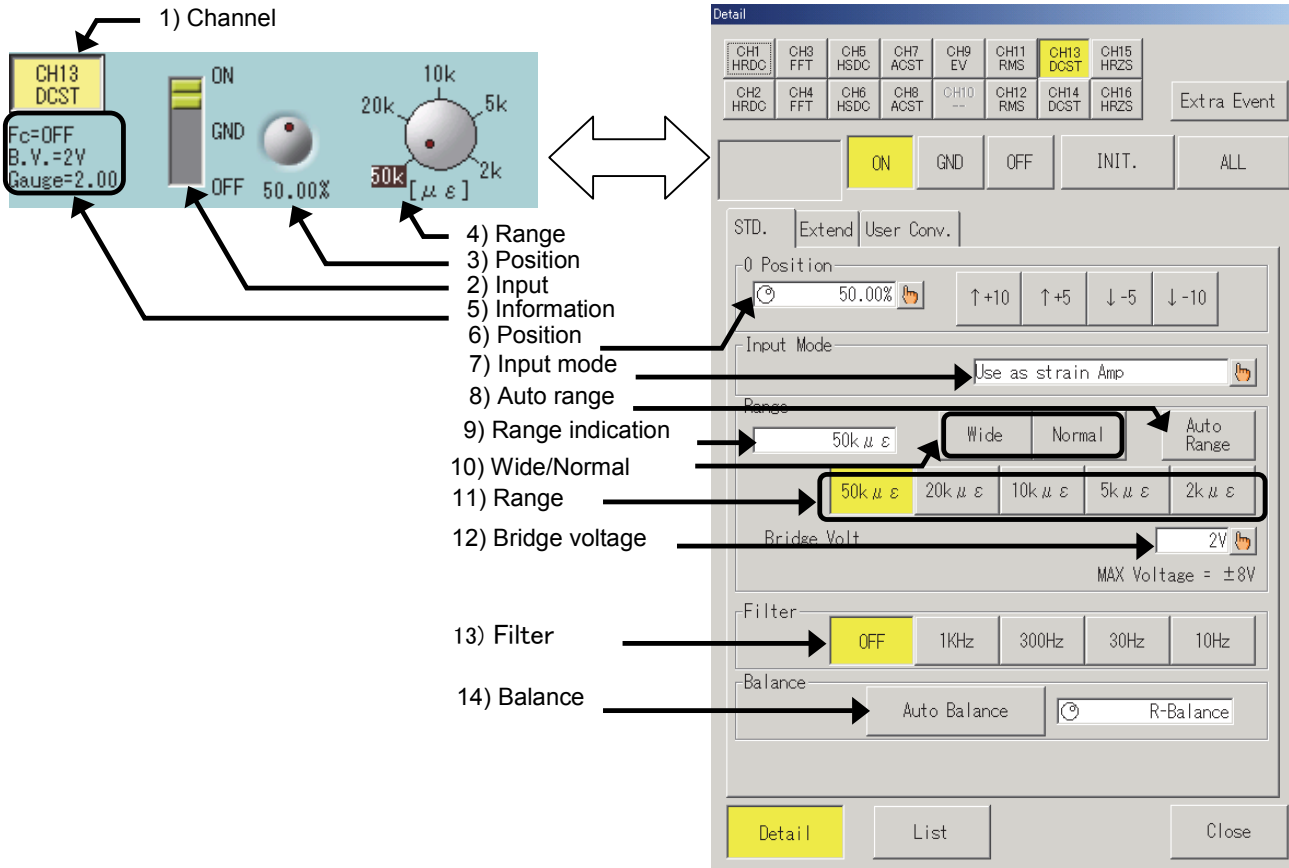 1) Channel
CH13
DCST
Fc=OFF
B.V.=2V
Gauge=2.00
ON
GND
OFF
50.00%
10k
20k
5k
50k
2k
[με]
4) Range
3) Position
2) Input
5) Information
6) Position
7) Input mode
8) Auto range
9) Range indication
10) Wide/Normal
11) Range
12) Bridge voltage
13) Filter
14) Balance
Detail
CH1 HRDC
CH3 FFT
CH5 HSDC
CH7 ACST
CH9 EV
CH11 RMS
CH13 DCST
CH15 HRZS
CH2 HRDC
CH4 FFT
CH6 HSDC
CH8 ACST
CH10 --
CH12 RMS
CH14 DCST
CH16 HRZS
Extra Event
ON GND OFF INIT. ALL
STD. Extend User Conv.
0 Position
50.00% ↑+10 ↑+5 ↓-5 ↓-10
Input Mode
Use as strain Amp
Range
50kμε Wide Normal Auto Range
50kμε 20kμε 10kμε 5kμε 2kμε
Bridge Volt 2V
MAX Voltage = ±8V
Filter
OFF 1KHz 300Hz 30Hz 10Hz
Balance
Auto Balance R-Balance
Detail List Close